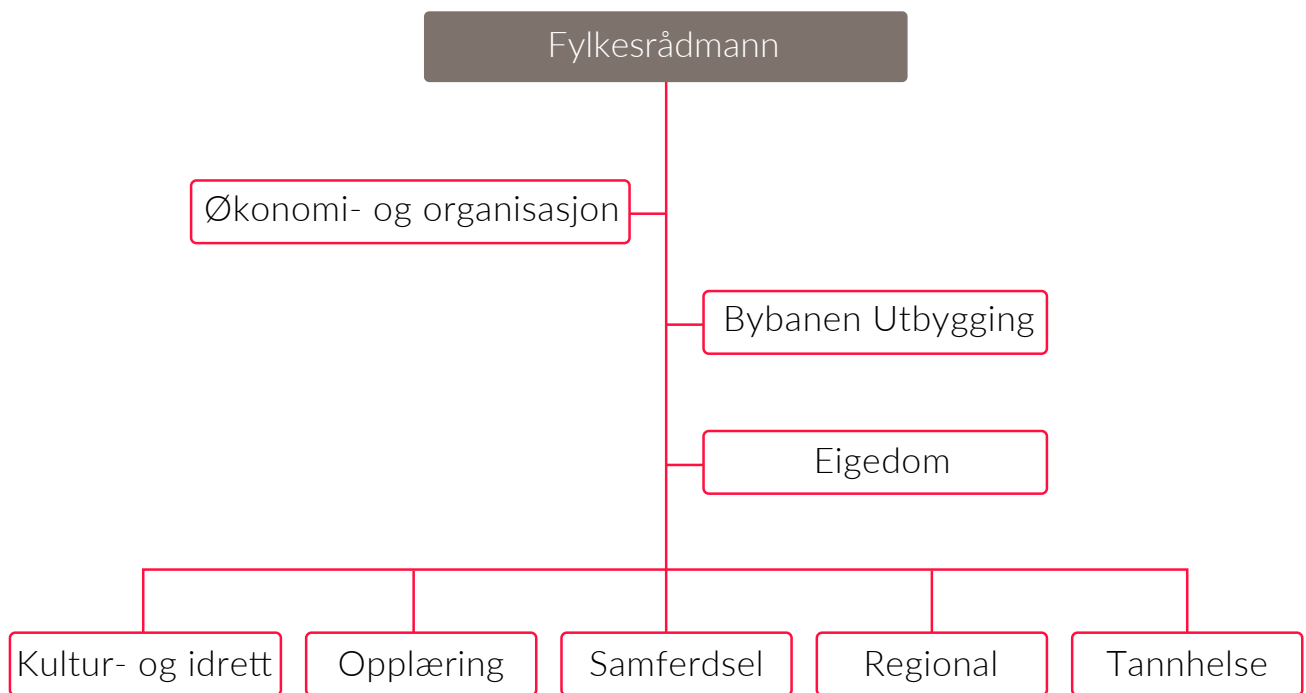 Fylkesrådmann
Økonomi- og organisasjon
Bybanen Utbygging
Eigedom
Kultur- og idrett
Opplæring
Samferdsel
Regional
Tannhelse